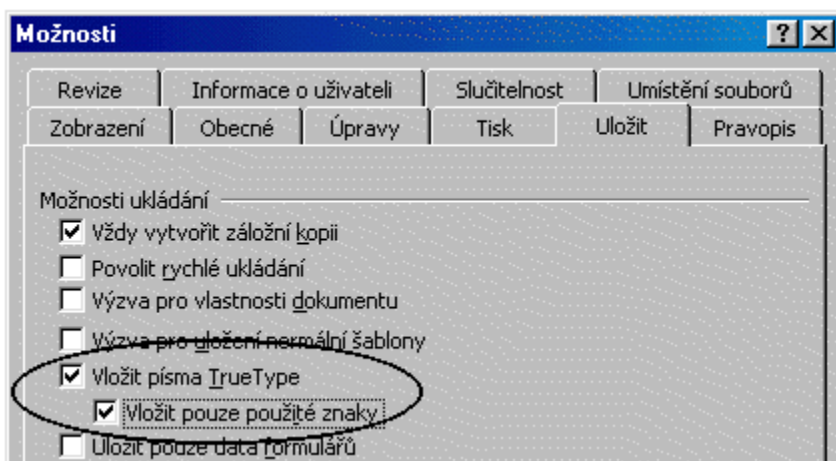 Možnosti
Revize Informace o uživateli Slučitelnost Umístění souborů
Zobrazení Obecné Úpravy Tisk Uložit Pravopis
Možnosti ukládání
Vždy vytvořit záložní kopii
Povolit rychlé ukládání
Výzva pro vlastnosti dokumentu
Výzva pro uložení normální šablony
Vložit písma TrueType
Vložit pouze použité znaky
Uložit pouze data formulářů